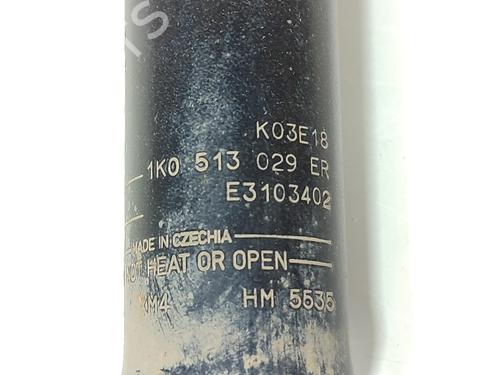 K03E18
1K0 513 029 ER
E3103402
MADE IN CZECHIA
NOT HEAT OR OPEN
HM 5535